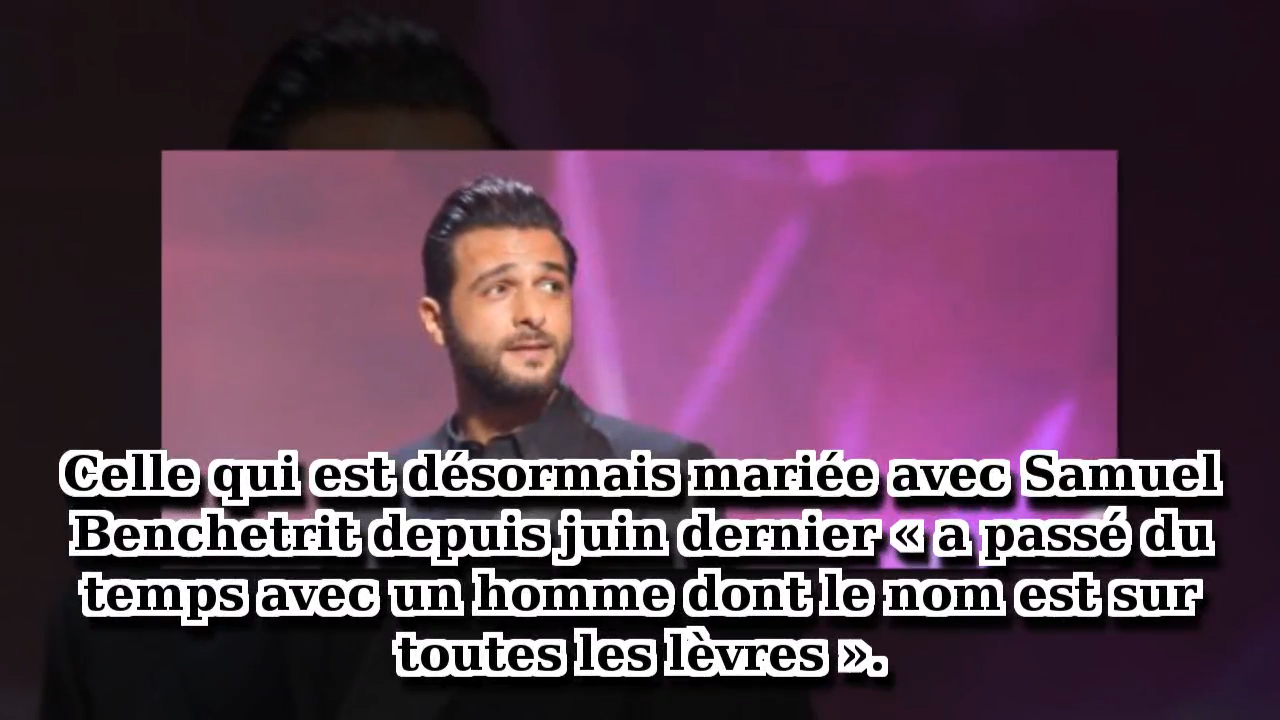 Celle qui est désormais mariée avec Samuel
Benchetrit depuis juin dernier « a passé du
temps avec un homme dont le nom est sur
toutes les lèvres ».